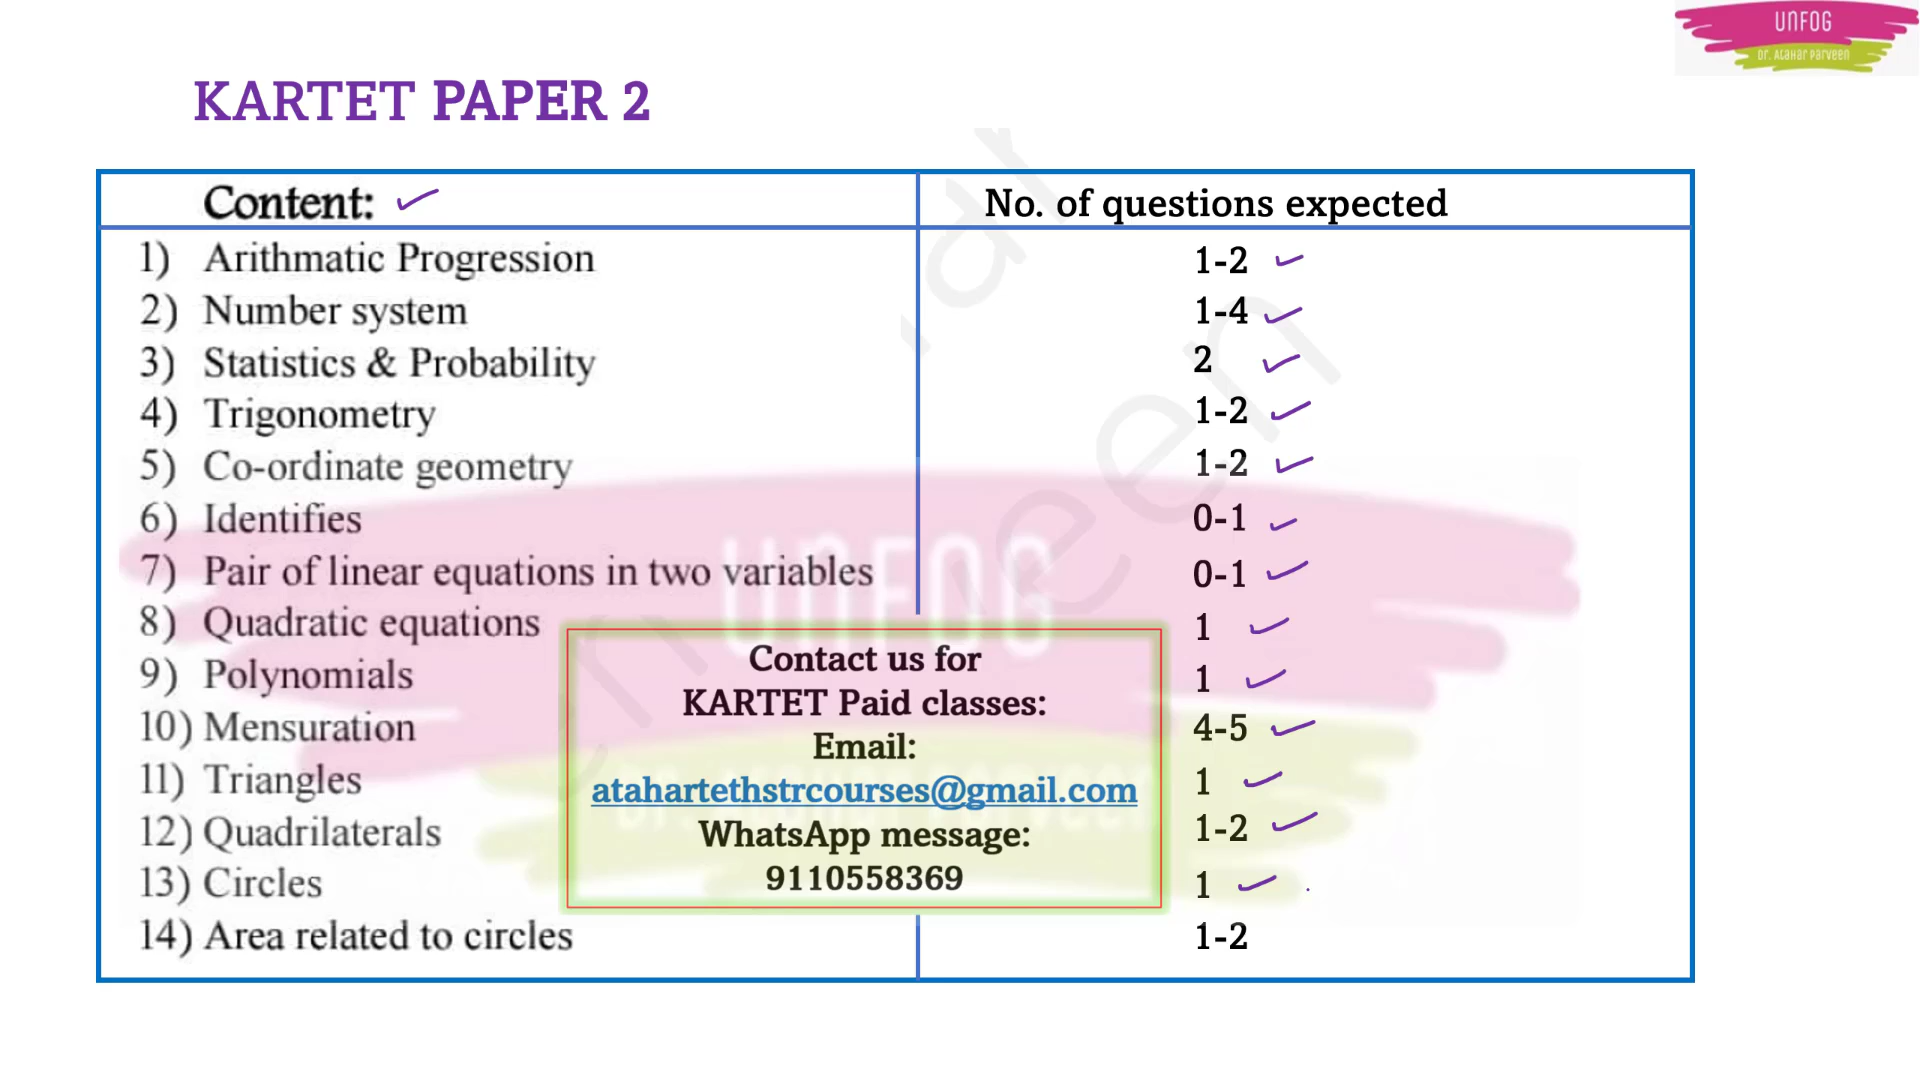 UNFOG
Dr. Atahar Parveen
KARTET PAPER 2
Content: No. of questions expected
1) Arithmatic Progression 1-2
2) Number system 1-4
3) Statistics & Probability 2
4) Trigonometry 1-2
5) Co-ordinate geometry 1-2
6) Identifies 0-1
7) Pair of linear equations in two variables 0-1
8) Quadratic equations 1
9) Polynomials 1
10) Mensuration 4-5
11) Triangles 1
12) Quadrilaterals 1-2
13) Circles 1
14) Area related to circles 1-2
UNFOG
Contact us for
KARTET Paid classes:
Email:
atahartethstrcourses@gmail.com
WhatsApp message:
9110558369